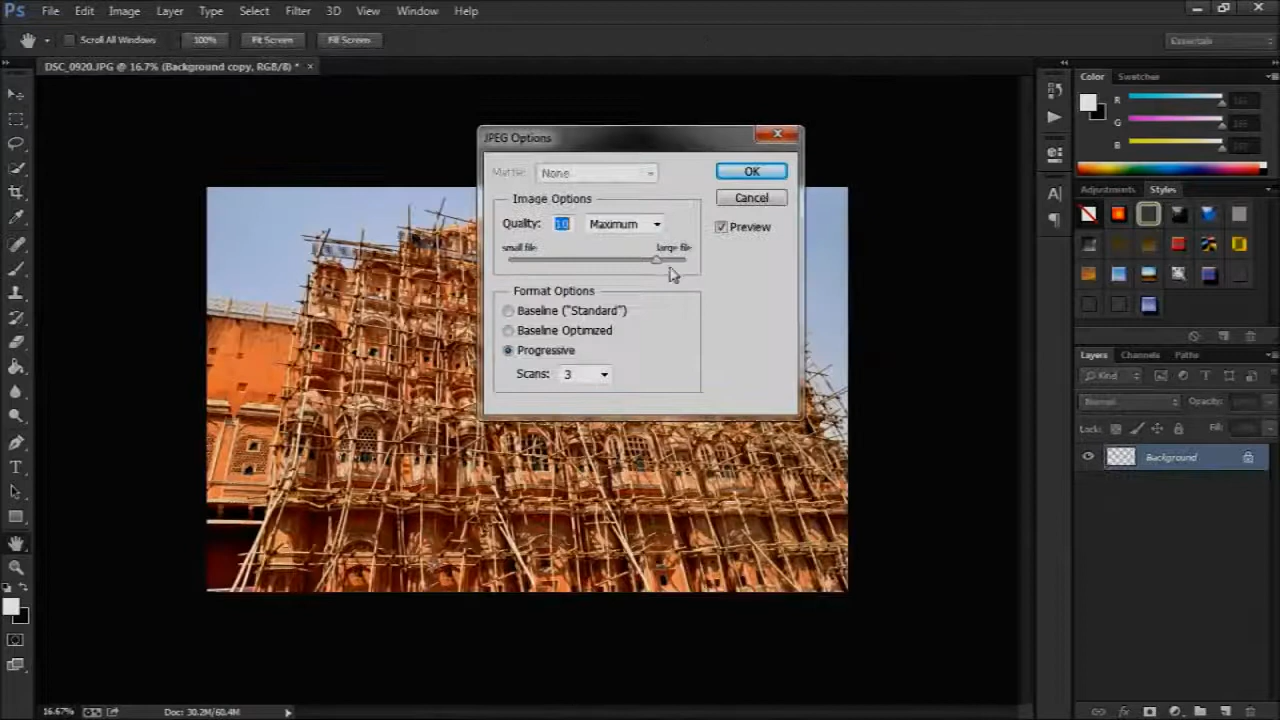 Ps File Edit Image Layer Type Select Filter 3D View Window Help
Scroll All Windows 100% Fit Screen Fill Screen Essentials
DSC_0920.JPG @ 16.7% (Background copy, RGB/8) * ×
Color Swatches
R
G
B
JPEG Options
Matte: None OK
Image Options Cancel
Quality: 10 Maximum Preview
small file large file
Format Options
Baseline ("Standard")
Baseline Optimized
Progressive
Scans: 3
Adjustments Styles
Layers Channels Paths
Kind
Normal Opacity:
Lock: Fill:
Background
16.67% Doc: 30.2M/60.4M